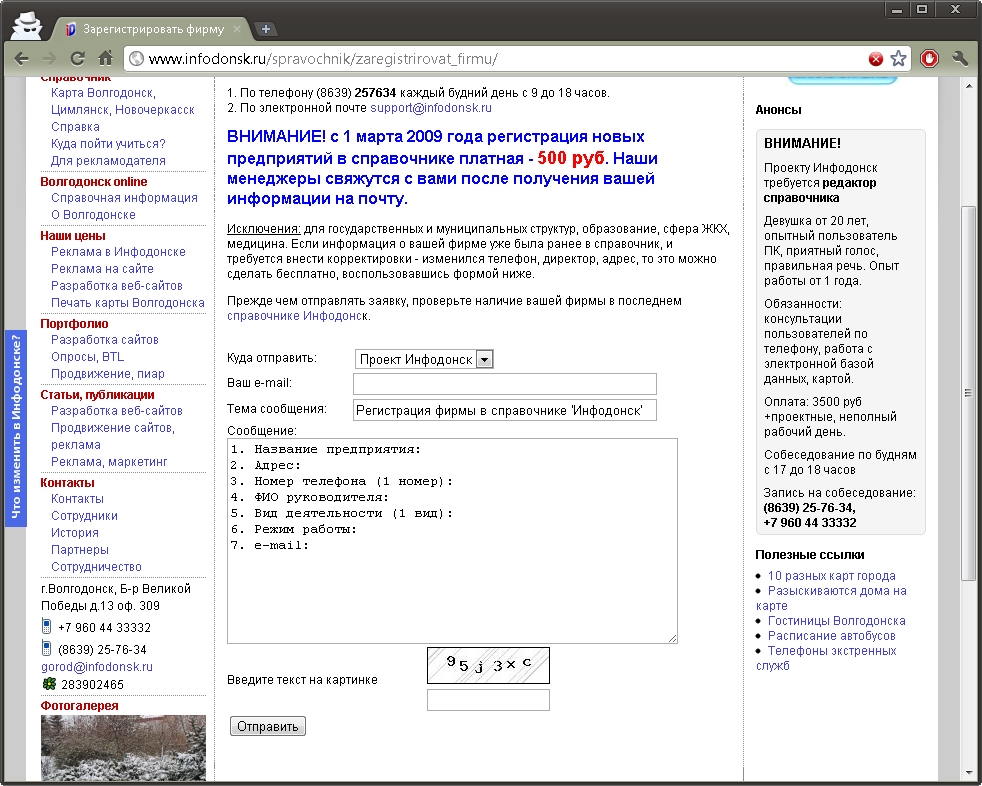 Зарегистрировать фирму
www.infodonsk.ru/spravochnik/zaregistrirovat_firmu/
Что изменить в Инфодонске?
Справочник
Карта Волгодонск,
Цимлянск, Новочеркасск
Справка
Куда пойти учиться?
Для рекламодателя
Волгодонск online
Справочная информация
О Волгодонске
Наши цены
Реклама в Инфодонске
Реклама на сайте
Разработка веб-сайтов
Печать карты Волгодонска
Портфолио
Разработка сайтов
Опросы, BTL
Продвижение, пиар
Статьи, публикации
Разработка веб-сайтов
Продвижение сайтов,
реклама
Реклама, маркетинг
Контакты
Контакты
Сотрудники
История
Партнеры
Сотрудничество
г.Волгодонск, Б-р Великой
Победы д.13 оф. 309
+7 960 44 33332
(8639) 25-76-34
gorod@infodonsk.ru
283902465
Фотогалерея
1. По телефону (8639) 257634 каждый будний день с 9 до 18 часов.
2. По электронной почте support@infodonsk.ru
ВНИМАНИЕ! с 1 марта 2009 года регистрация новых
предприятий в справочнике платная - 500 руб. Наши
менеджеры свяжутся с вами после получения вашей
информации на почту.
Исключения: для государственных и муниципальных структур, образование, сфера ЖКХ,
медицина. Если информация о вашей фирме уже была ранее в справочник, и
требуется внести корректировки - изменился телефон, директор, адрес, то это можно
сделать бесплатно, воспользовавшись формой ниже.
Прежде чем отправлять заявку, проверьте наличие вашей фирмы в последнем
справочнике Инфодонск.
Куда отправить: Проект Инфодонск
Ваш e-mail:
Тема сообщения: Регистрация фирмы в справочнике 'Инфодонск'
Сообщение:
1. Название предприятия:
2. Адрес:
3. Номер телефона (1 номер):
4. ФИО руководителя:
5. Вид деятельности (1 вид):
6. Режим работы:
7. e-mail:
Введите текст на картинке
95j3xc
Отправить
Анонсы
ВНИМАНИЕ!
Проекту Инфодонск
требуется редактор
справочника
Девушка от 20 лет,
опытный пользователь
ПК, приятный голос,
правильная речь. Опыт
работы от 1 года.
Обязанности:
консультации
пользователей по
телефону, работа с
электронной базой
данных, картой.
Оплата: 3500 руб
+проектные, неполный
рабочий день.
Собеседование по будням
с 17 до 18 часов
Запись на собеседование:
(8639) 25-76-34,
+7 960 44 33332
Полезные ссылки
10 разных карт города
Разыскиваются дома на
карте
Гостиницы Волгодонска
Расписание автобусов
Телефоны экстренных
служб